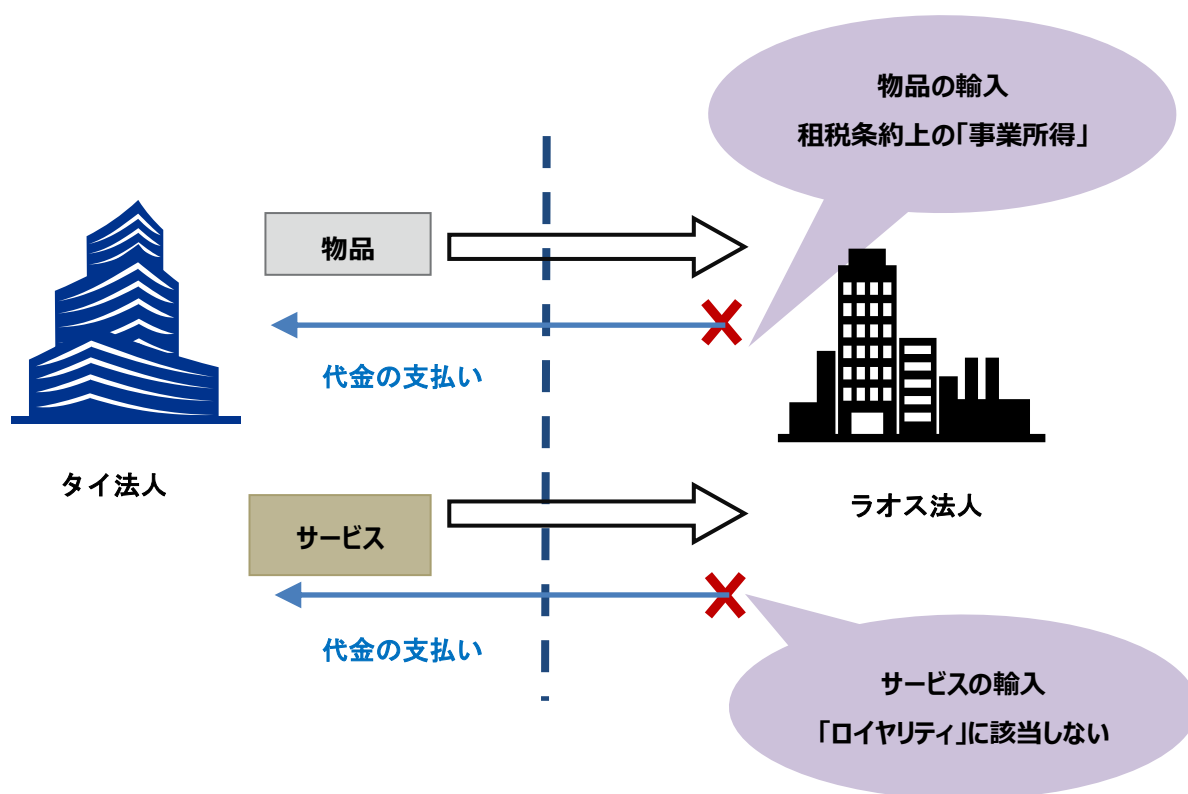 物品の輸入
租税条約上の「事業所得」
物品
代金の支払い
タイ法人
ラオス法人
サービス
代金の支払い
サービスの輸入
「ロイヤリティ」に該当しない